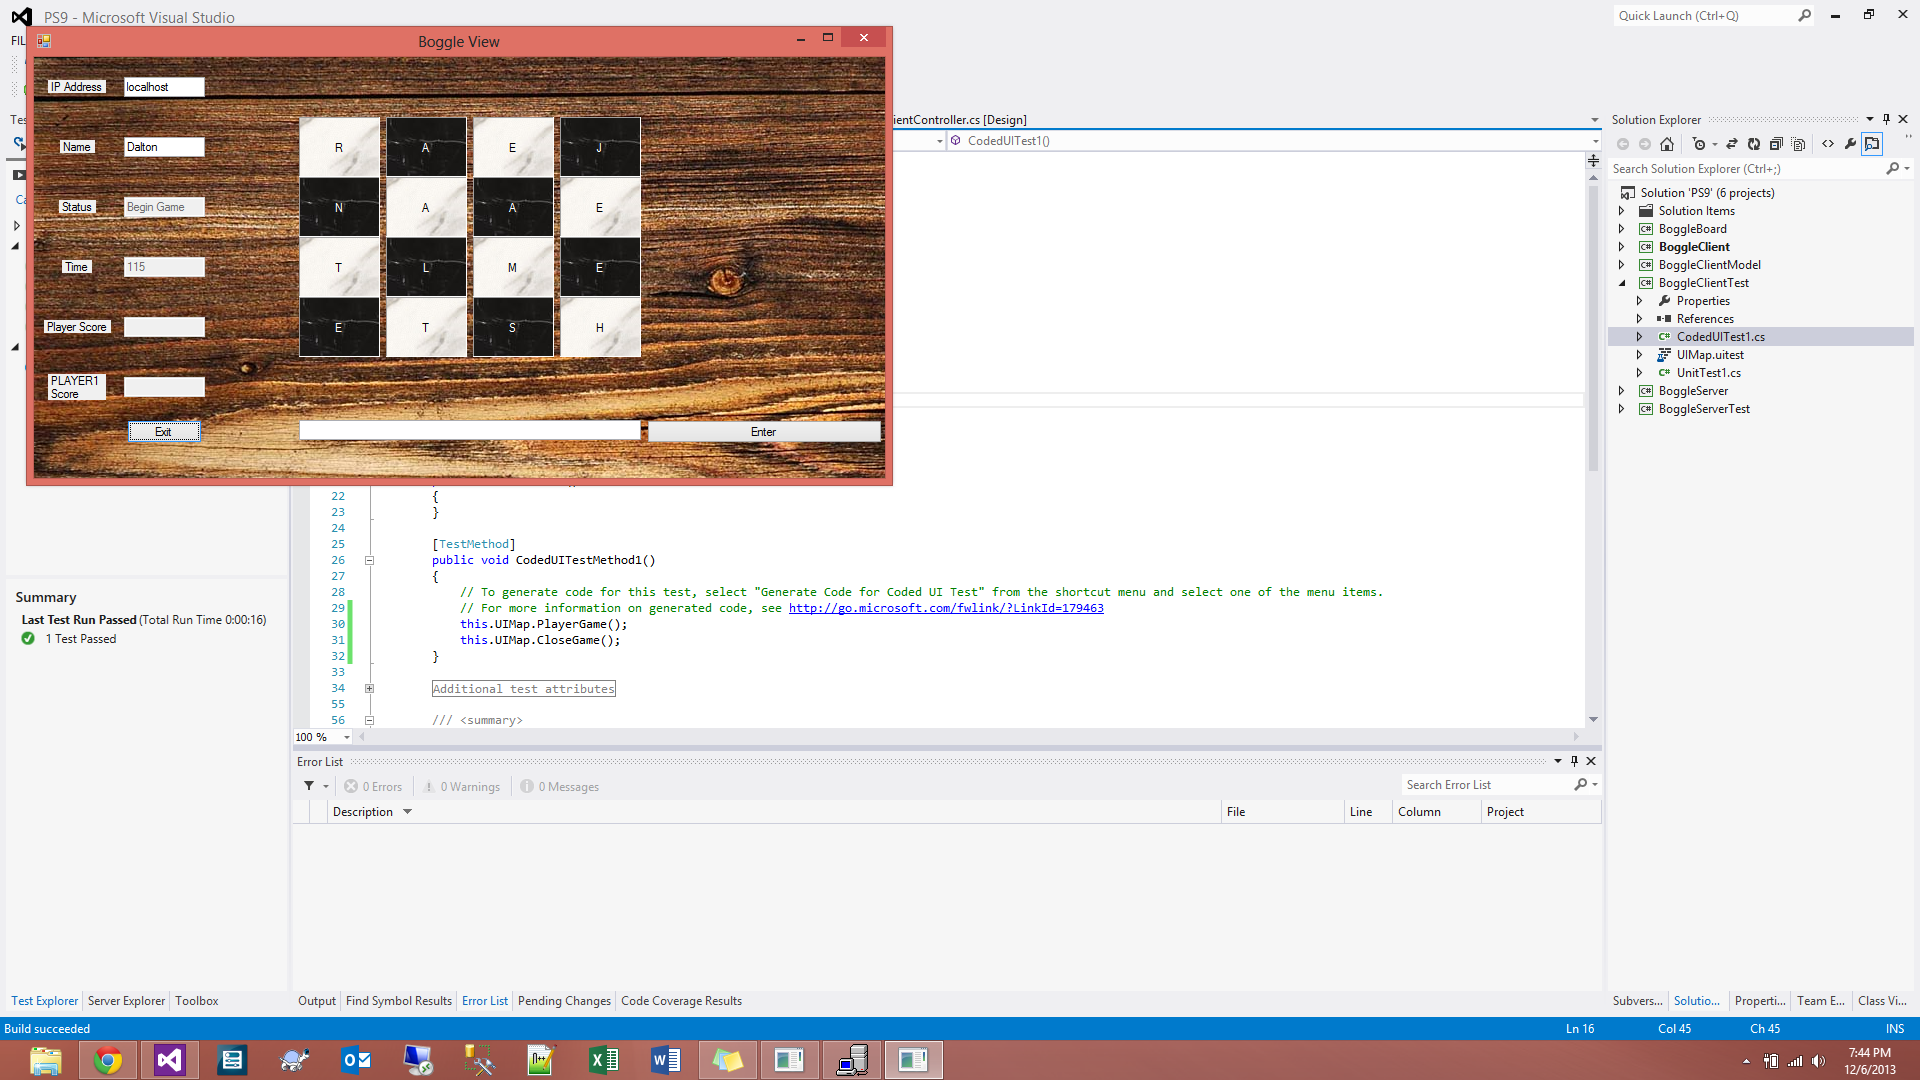 PS9 - Microsoft Visual Studio
Quick Launch (Ctrl+Q)
FIL
Boggle View
IP Address localhost
Name Dalton
Status Begin Game
Time 115
Player Score
PLAYER1
Score
Exit
Enter
R A E J
N A A E
T L M E
E T S H
Tes
Ca
ientController.cs [Design]
CodedUITest1()
22 {
23 }
24
25 [TestMethod]
26 public void CodedUITestMethod1()
27 {
28 // To generate code for this test, select "Generate Code for Coded UI Test" from the shortcut menu and select one of the menu items.
29 // For more information on generated code, see http://go.microsoft.com/fwlink/?LinkId=179463
30 this.UIMap.PlayerGame();
31 this.UIMap.CloseGame();
32 }
33
34 Additional test attributes
55
56 /// <summary>
100 %
Summary
Last Test Run Passed (Total Run Time 0:00:16)
1 Test Passed
Error List
0 Errors 0 Warnings 0 Messages
Search Error List
Description File Line Column Project
Solution Explorer
Search Solution Explorer (Ctrl+;)
Solution 'PS9' (6 projects)
Solution Items
BoggleBoard
BoggleClient
BoggleClientModel
BoggleClientTest
Properties
References
CodedUITest1.cs
UIMap.uitest
UnitTest1.cs
BoggleServer
BoggleServerTest
Test Explorer Server Explorer Toolbox
Output Find Symbol Results Error List Pending Changes Code Coverage Results
Subvers... Solutio... Properti... Team E... Class Vi...
Build succeeded
Ln 16 Col 45 Ch 45 INS
7:44 PM
12/6/2013